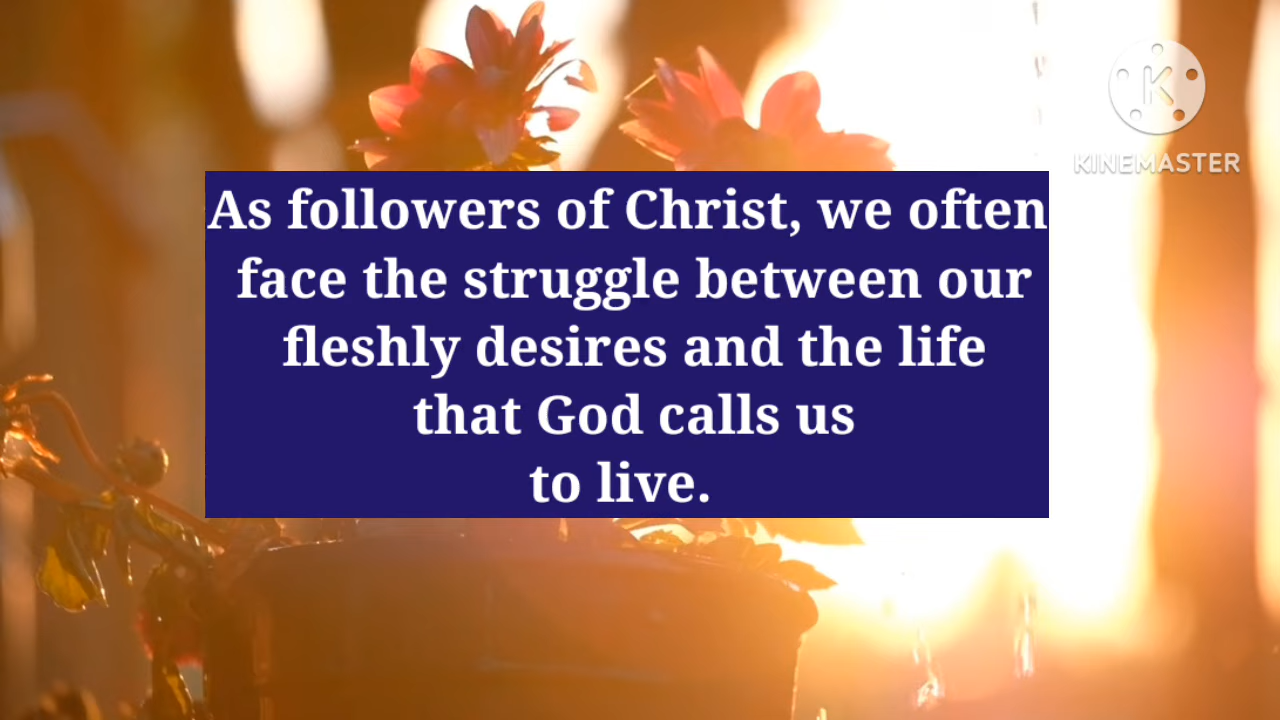 KINEMASTER
As followers of Christ, we often
face the struggle between our
fleshly desires and the life
that God calls us
to live.